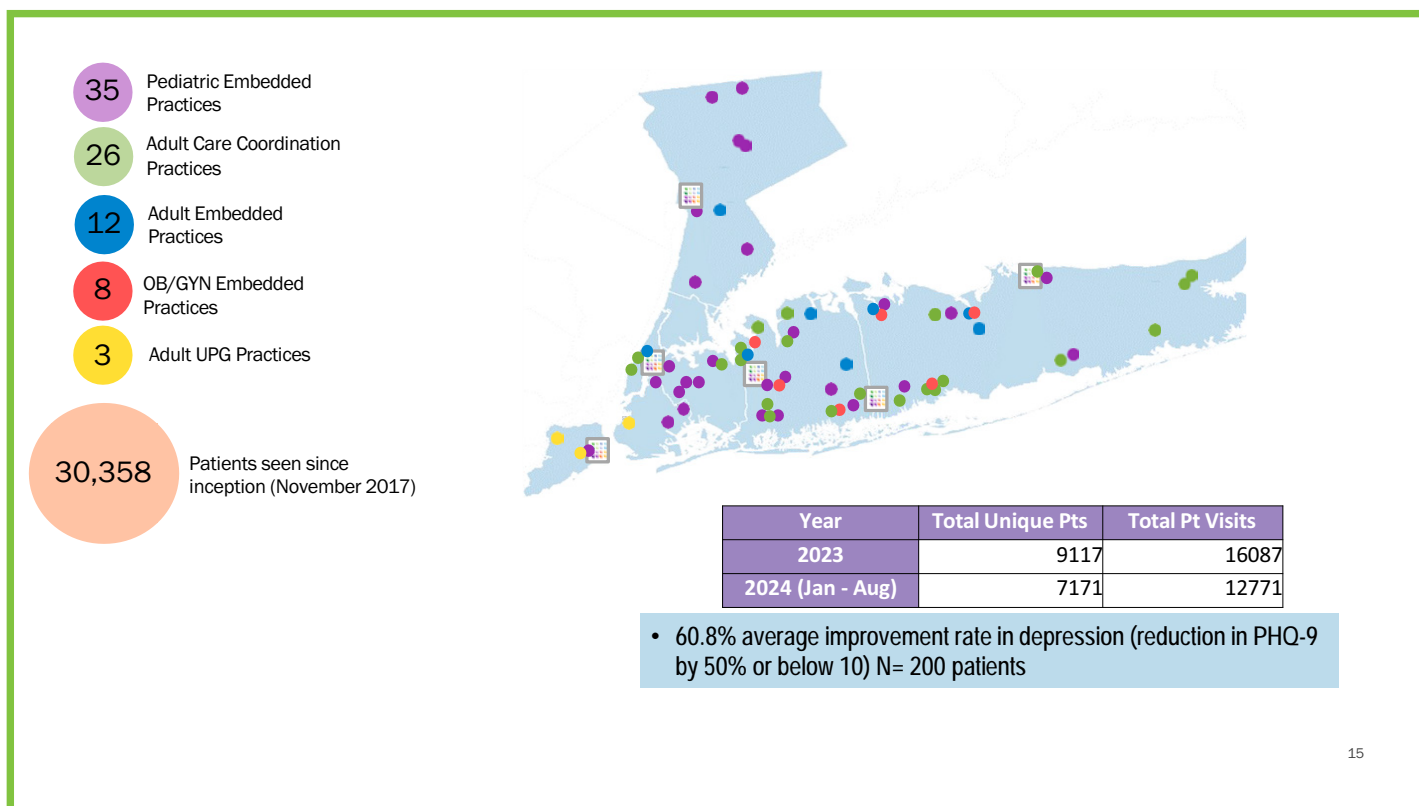 35
Pediatric Embedded
Practices
26
Adult Care Coordination
Practices
12
Adult Embedded
Practices
8
OB/GYN Embedded
Practices
3
Adult UPG Practices
30,358
Patients seen since
inception (November 2017)
Year Total Unique Pts Total Pt Visits
2023 9117 16087
2024 (Jan - Aug) 7171 12771
• 60.8% average improvement rate in depression (reduction in PHQ-9
by 50% or below 10) N= 200 patients
15